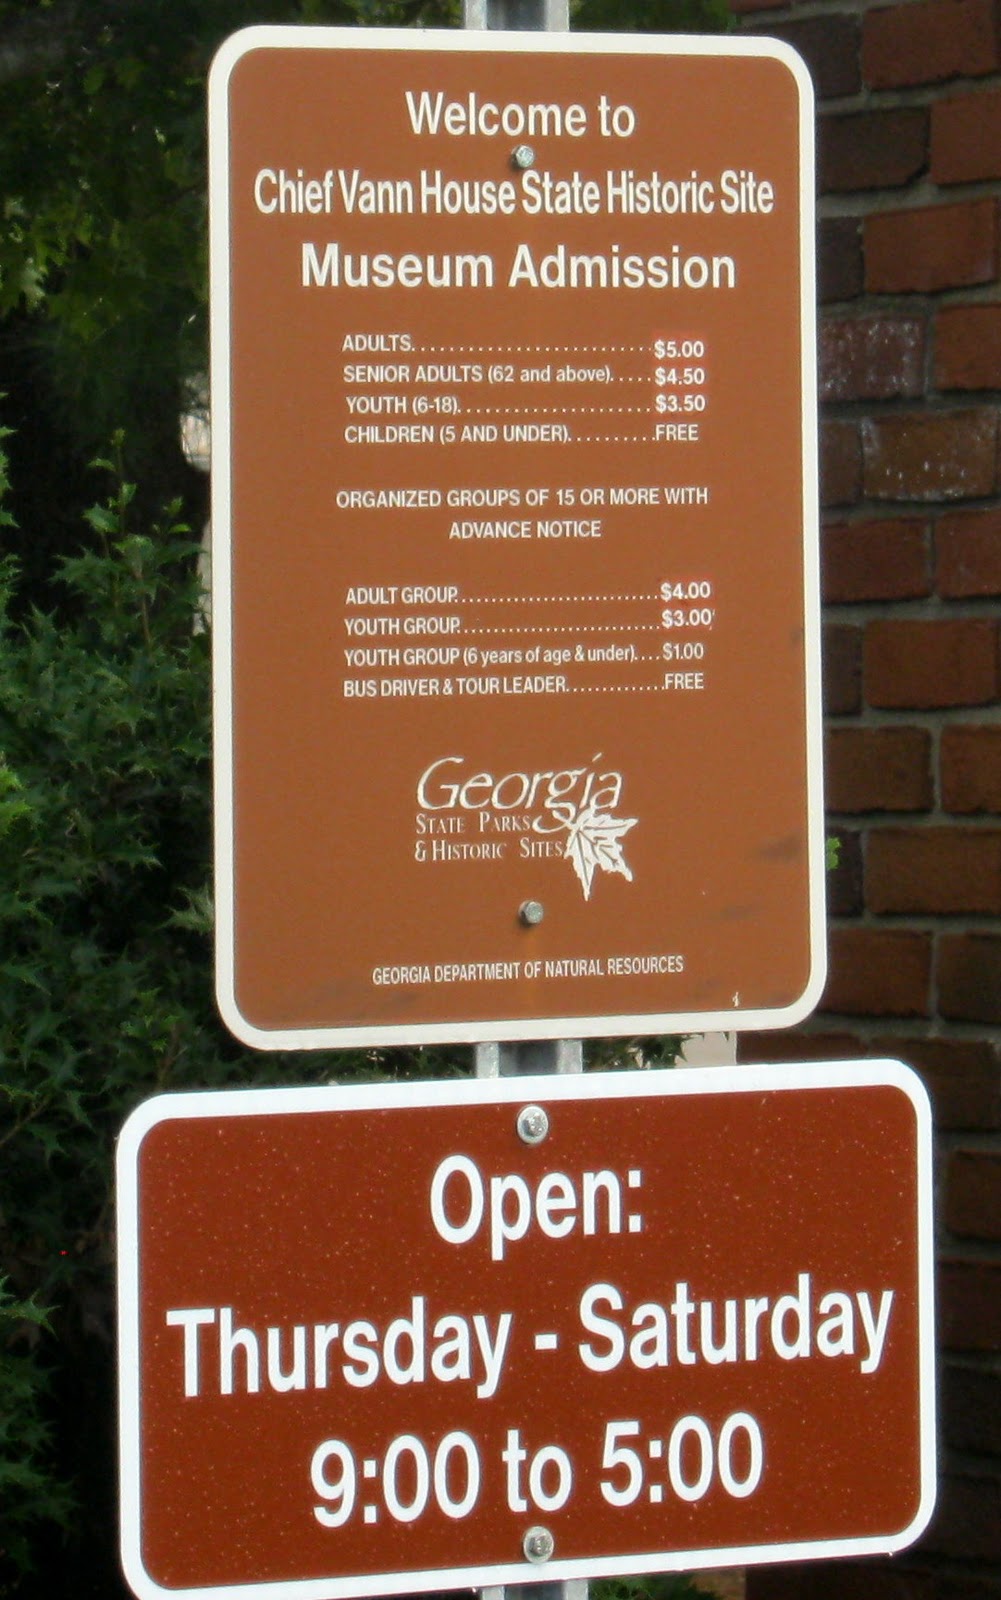 Welcome to
Chief Vann House State Historic Site
Museum Admission
ADULTS..........................$5.00
SENIOR ADULTS (62 and above).....$4.50
YOUTH (6-18).....................$3.50
CHILDREN (5 AND UNDER)..........FREE
ORGANIZED GROUPS OF 15 OR MORE WITH
ADVANCE NOTICE
ADULT GROUP..........................$4.00
YOUTH GROUP..........................$3.00
YOUTH GROUP (6 years of age & under)....$1.00
BUS DRIVER & TOUR LEADER.............FREE
Georgia
STATE PARKS
& HISTORIC SITES
GEORGIA DEPARTMENT OF NATURAL RESOURCES
Open:
Thursday - Saturday
9:00 to 5:00